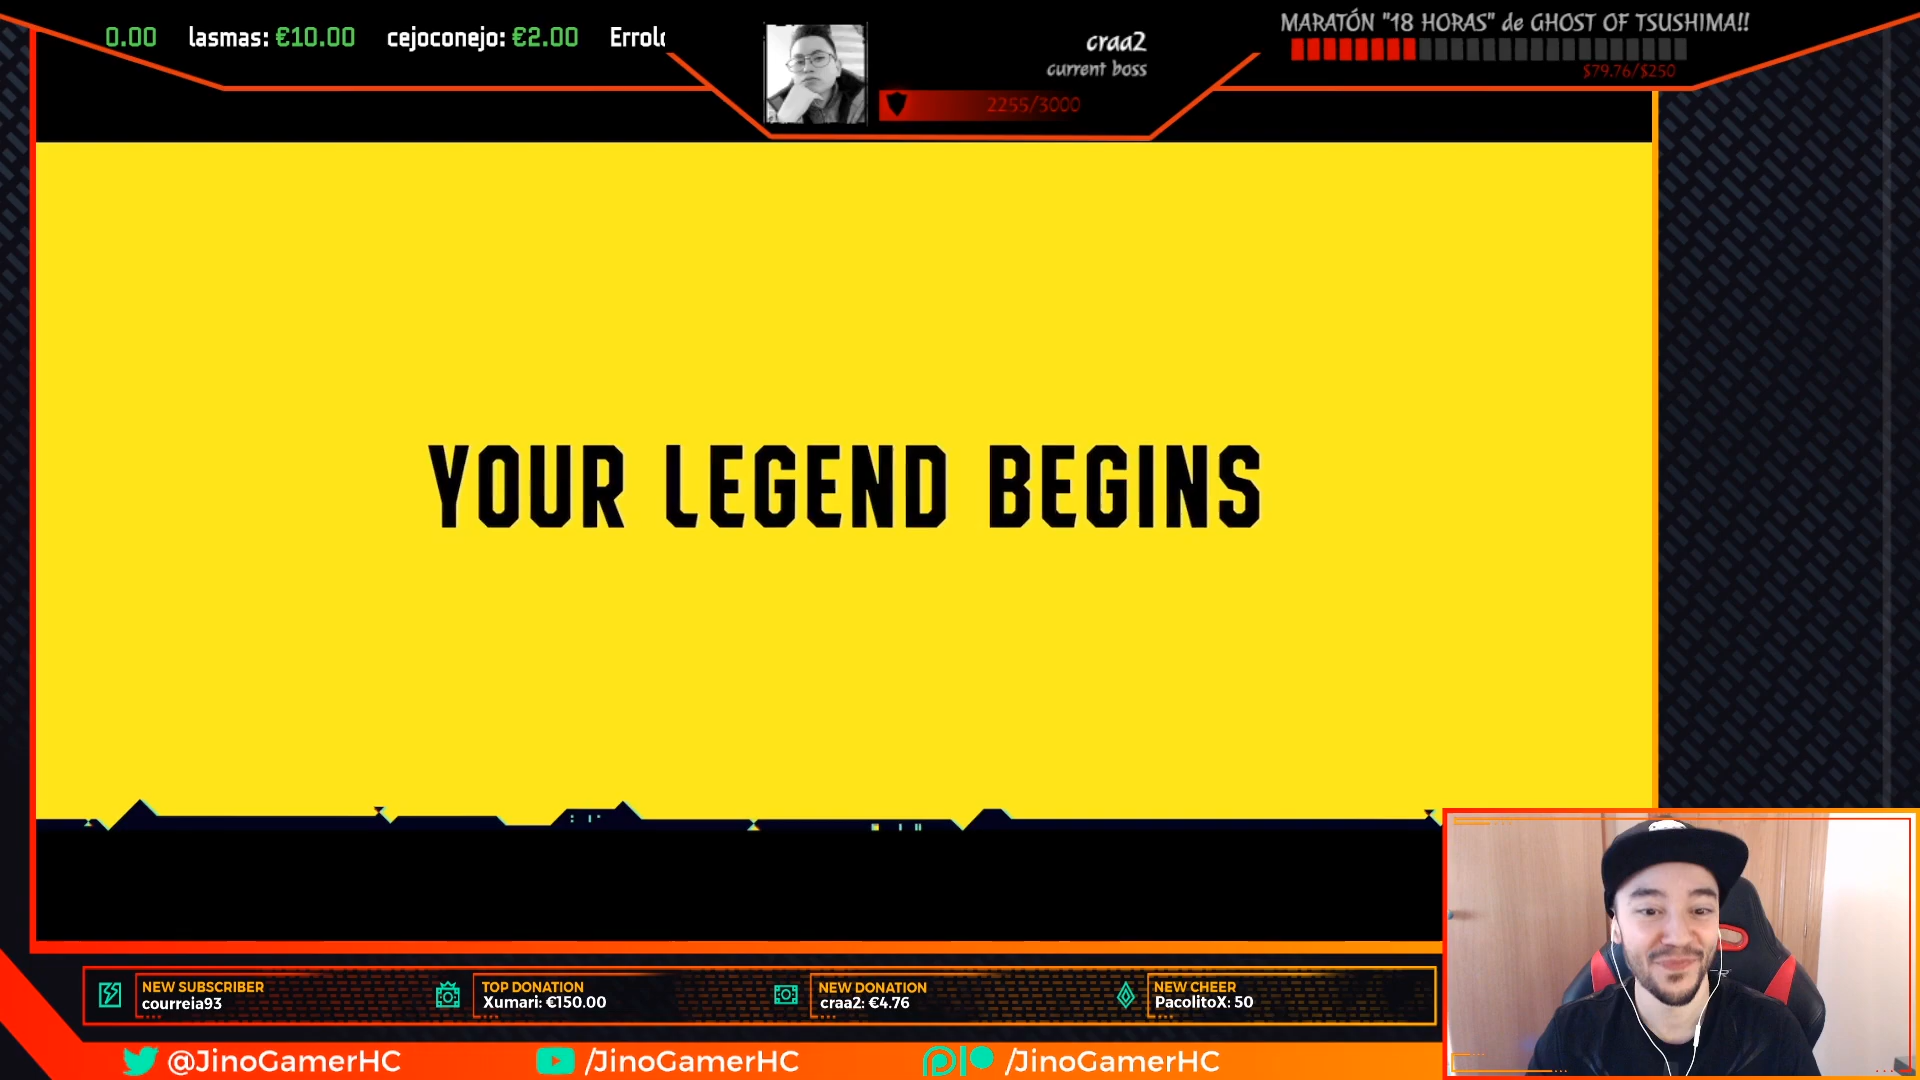 0.00 lasmas: €10.00 cejoconejo: €2.00 Errol
craa2
current boss
2255/3000
MARATÓN "18 HORAS" de GHOST OF TSUSHIMA!!
$79.76/$250
YOUR LEGEND BEGINS
NEW SUBSCRIBER
courreia93
TOP DONATION
Xumari: €150.00
NEW DONATION
craa2: €4.76
NEW CHEER
PacolitoX: 50
@JinoGamerHC
/JinoGamerHC
/JinoGamerHC